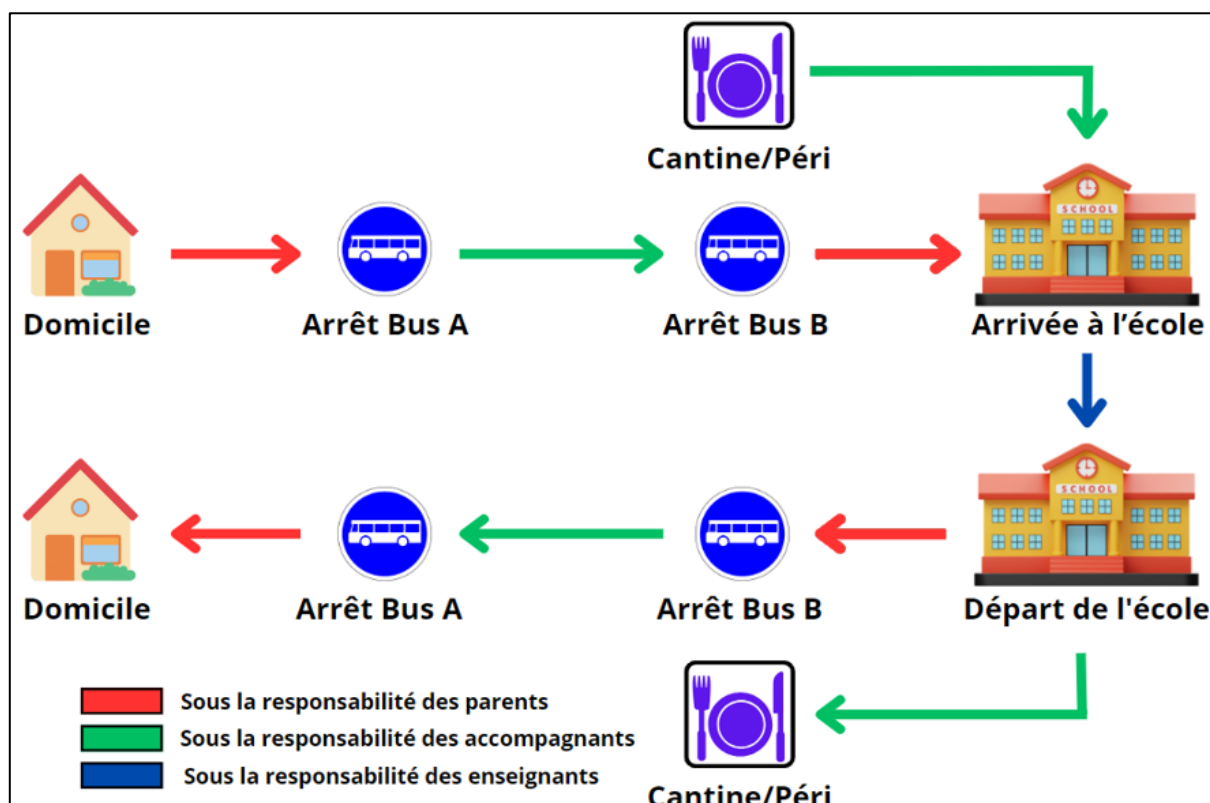 Cantine/Péri
SCHOOL
Domicile
Arrêt Bus A
Arrêt Bus B
Arrivée à l’école
SCHOOL
Domicile
Arrêt Bus A
Arrêt Bus B
Départ de l'école
Sous la responsabilité des parents
Sous la responsabilité des accompagnants
Sous la responsabilité des enseignants
Cantine/Péri